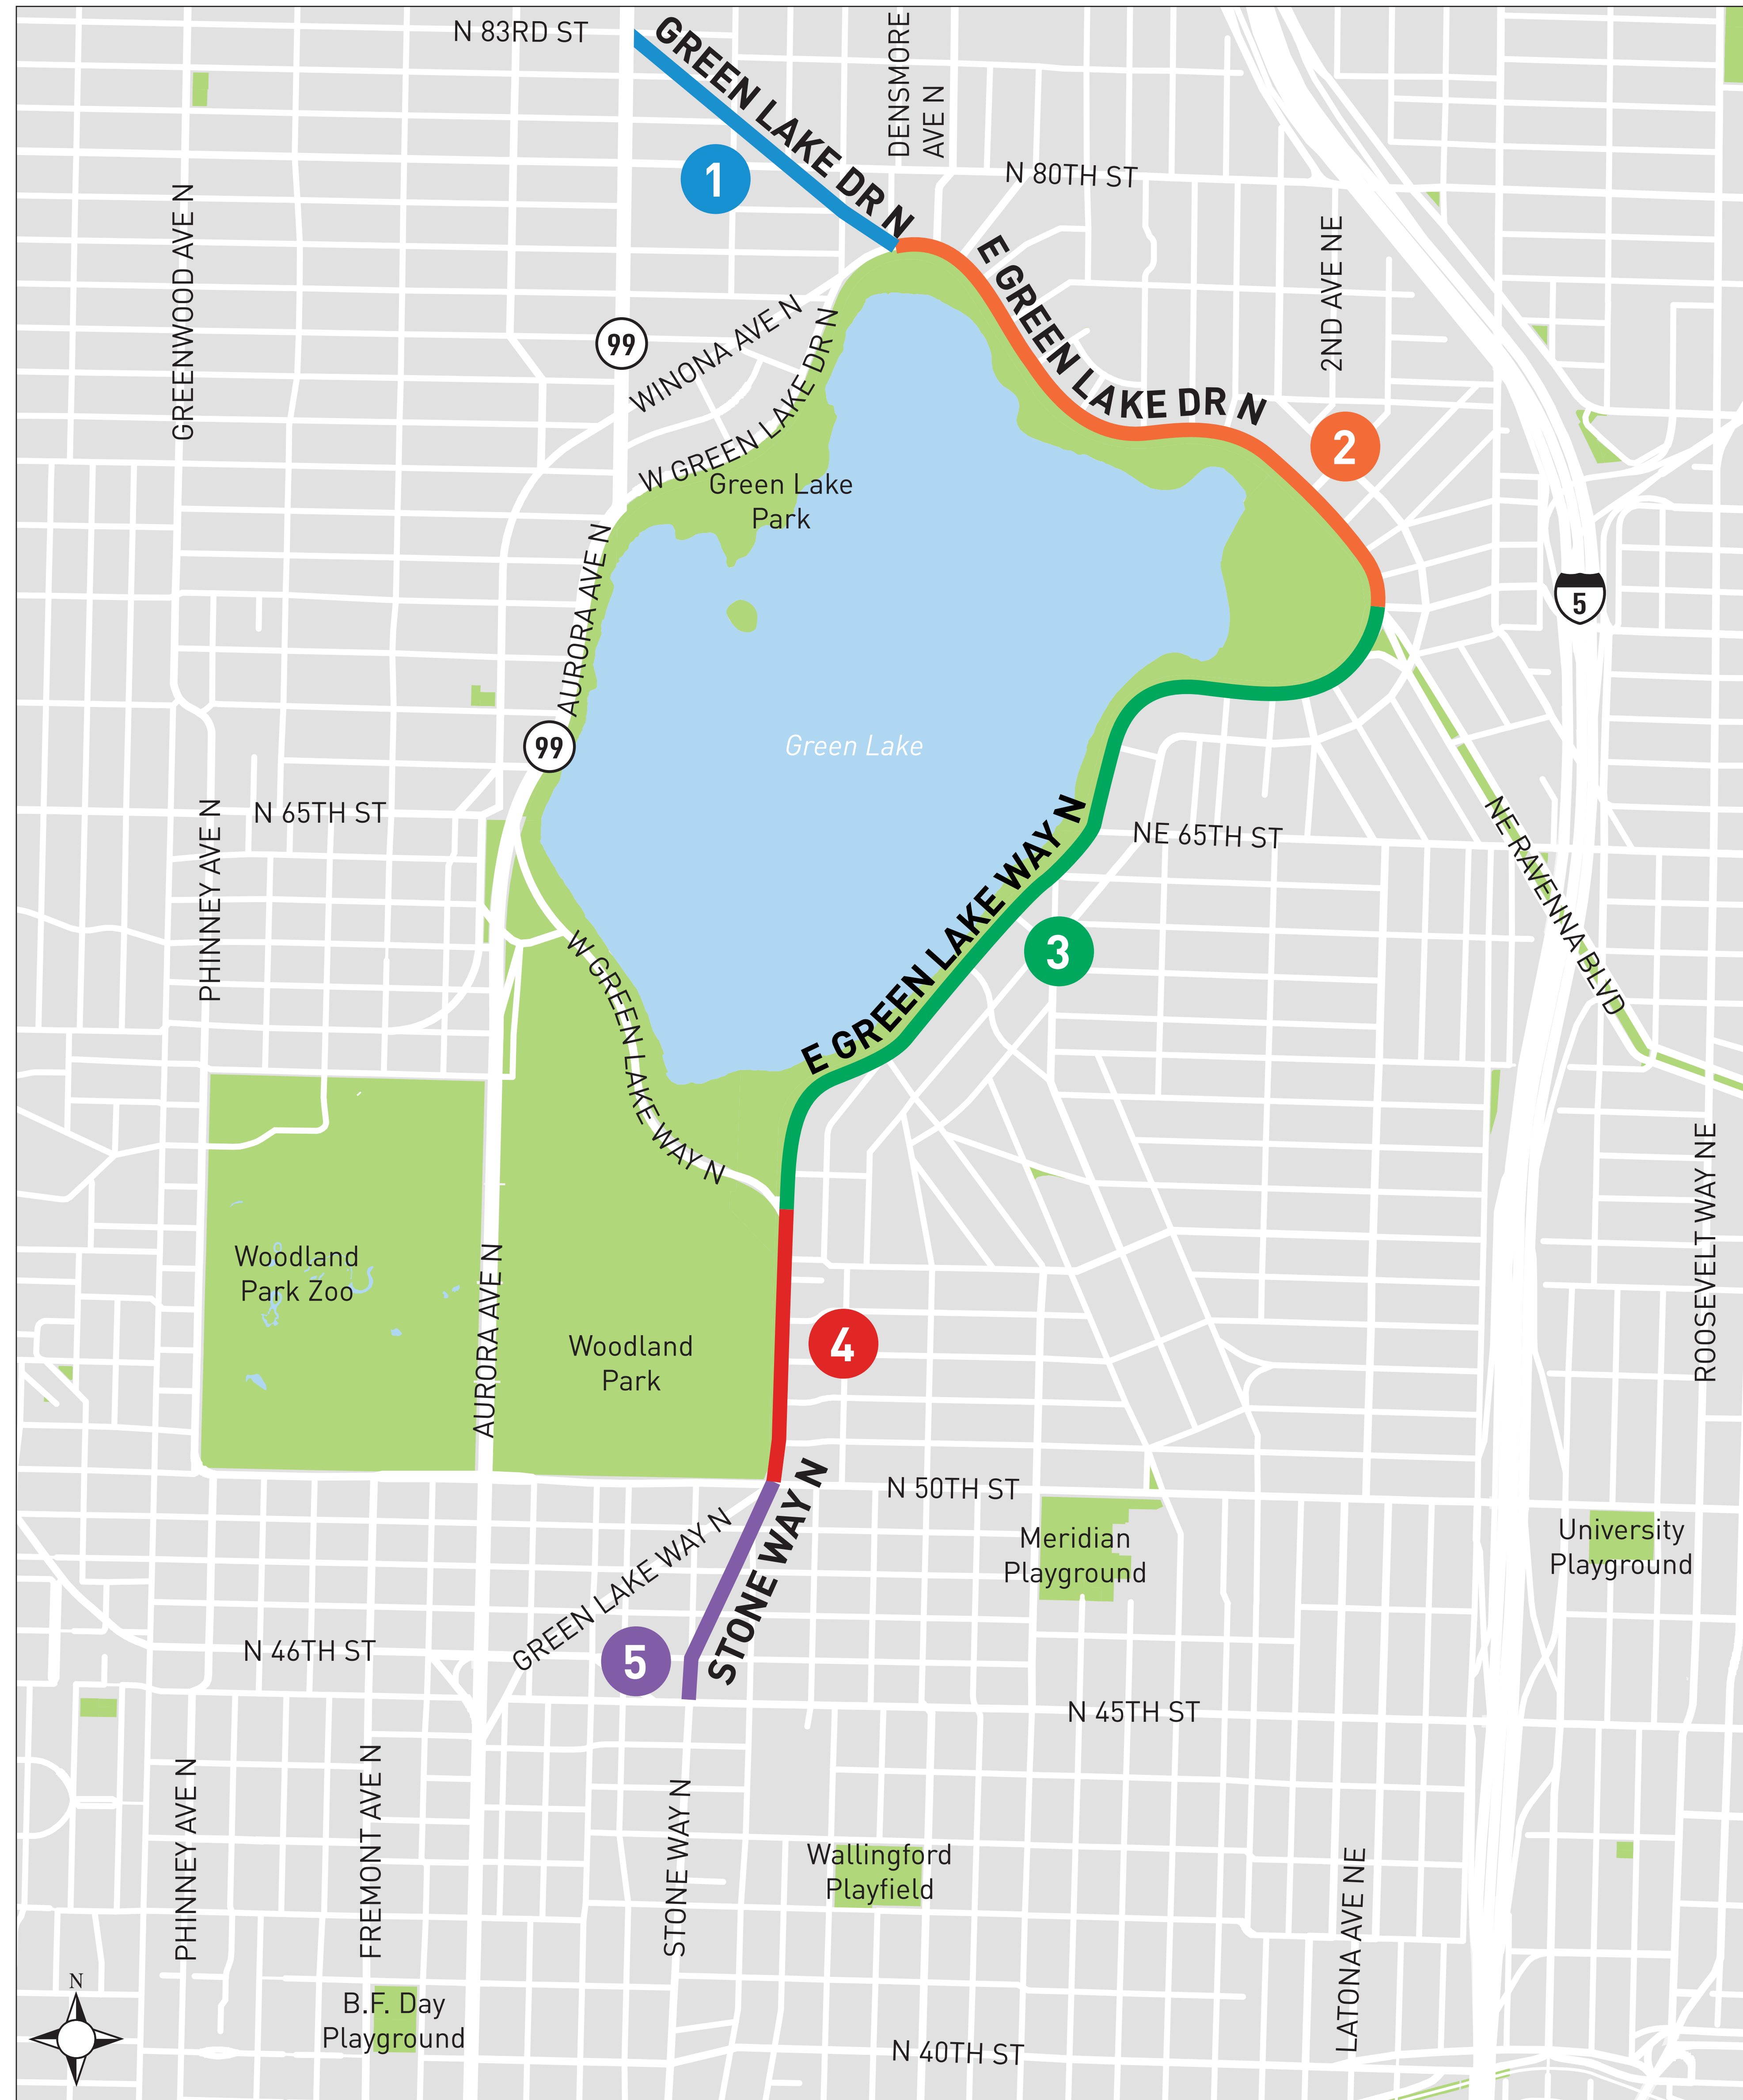 N 83RD ST
GREEN LAKE DR N
DENSMORE
AVE N
1
N 80TH ST
GREENWOOD AVE N
E GREEN LAKE DR N
2ND AVE NE
99
WINONA AVE N
W GREEN LAKE DR N
2
Green Lake
Park
AURORA AVE N
5
99
Green Lake
N 65TH ST
PHINNEY AVE N
NE 65TH ST
NE RAVENNA BLVD
E GREEN LAKE WAY N
3
W GREEN LAKE WAY N
ROOSEVELT WAY NE
Woodland
Park Zoo
AURORA AVE N
Woodland
Park
4
N 50TH ST
STONE WAY N
GREEN LAKE WAY N
Meridian
Playground
University
Playground
N 46TH ST
5
N 45TH ST
PHINNEY AVE N
FREMONT AVE N
STONE WAY N
Wallingford
Playfield
LATONA AVE NE
N
B.F. Day
Playground
N 40TH ST